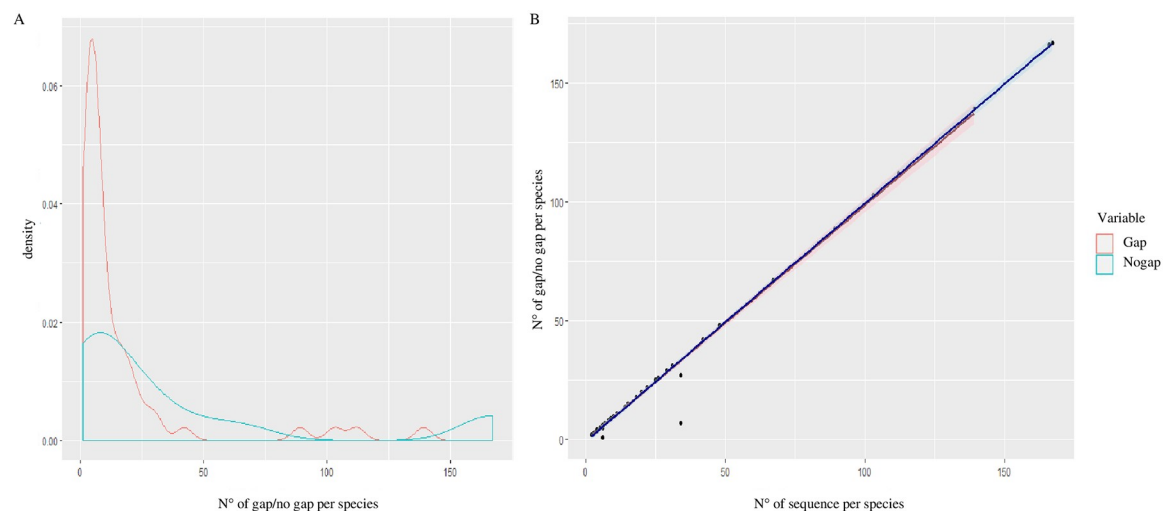 A
B
0.06
0.04
0.02
0.00
density
0
50
100
150
N° of gap/no gap per species
150
100
50
0
N° of gap/no gap per species
0
50
100
150
N° of sequence per species
Variable
Gap
Nogap